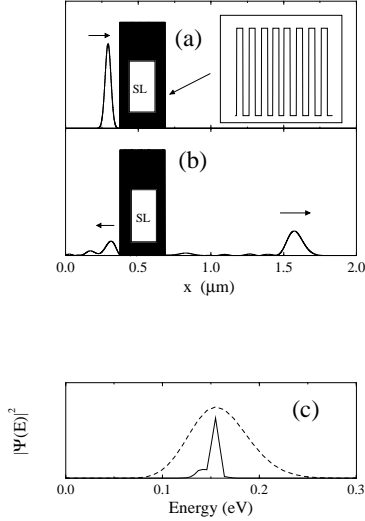 (a)
SL
(b)
SL
0.0 0.5 1.0 1.5 2.0
x (μm)
(c)
|Ψ(E)|²
0.0 0.1 0.2 0.3
Energy (eV)